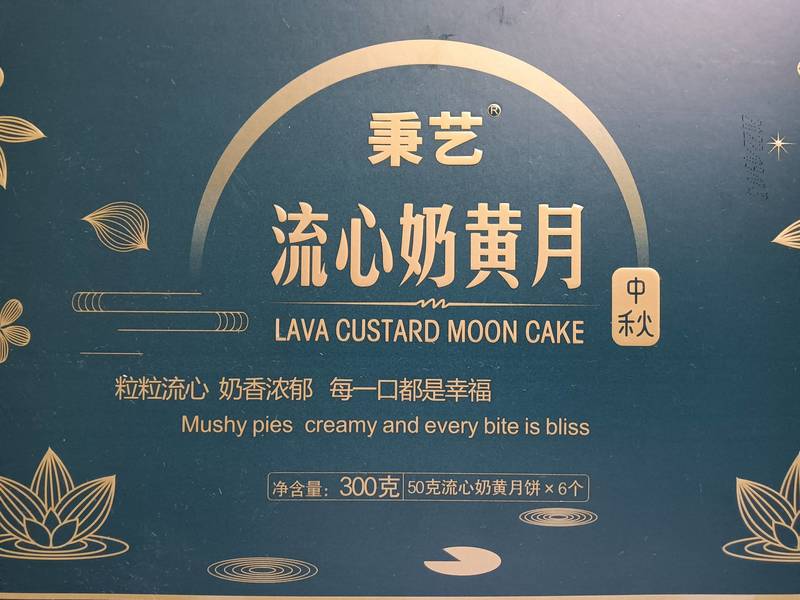 秉艺®
流心奶黄月
中秋
LAVA CUSTARD MOON CAKE
粒粒流心 奶香浓郁 每一口都是幸福
Mushy pies creamy and every bite is bliss
净含量：300克 50克流心奶黄月饼×6个